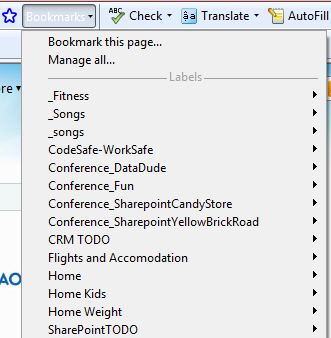 Bookmarks Check Translate AutoFill
Bookmark this page...
Manage all...
Labels
_Fitness
_Songs
_songs
CodeSafe-WorkSafe
Conference_DataDude
Conference_Fun
Conference_SharepointCandyStore
Conference_SharepointYellowBrickRoad
CRM TODO
Flights and Accomodation
Home
Home Kids
Home Weight
SharePointTODO
re
AO